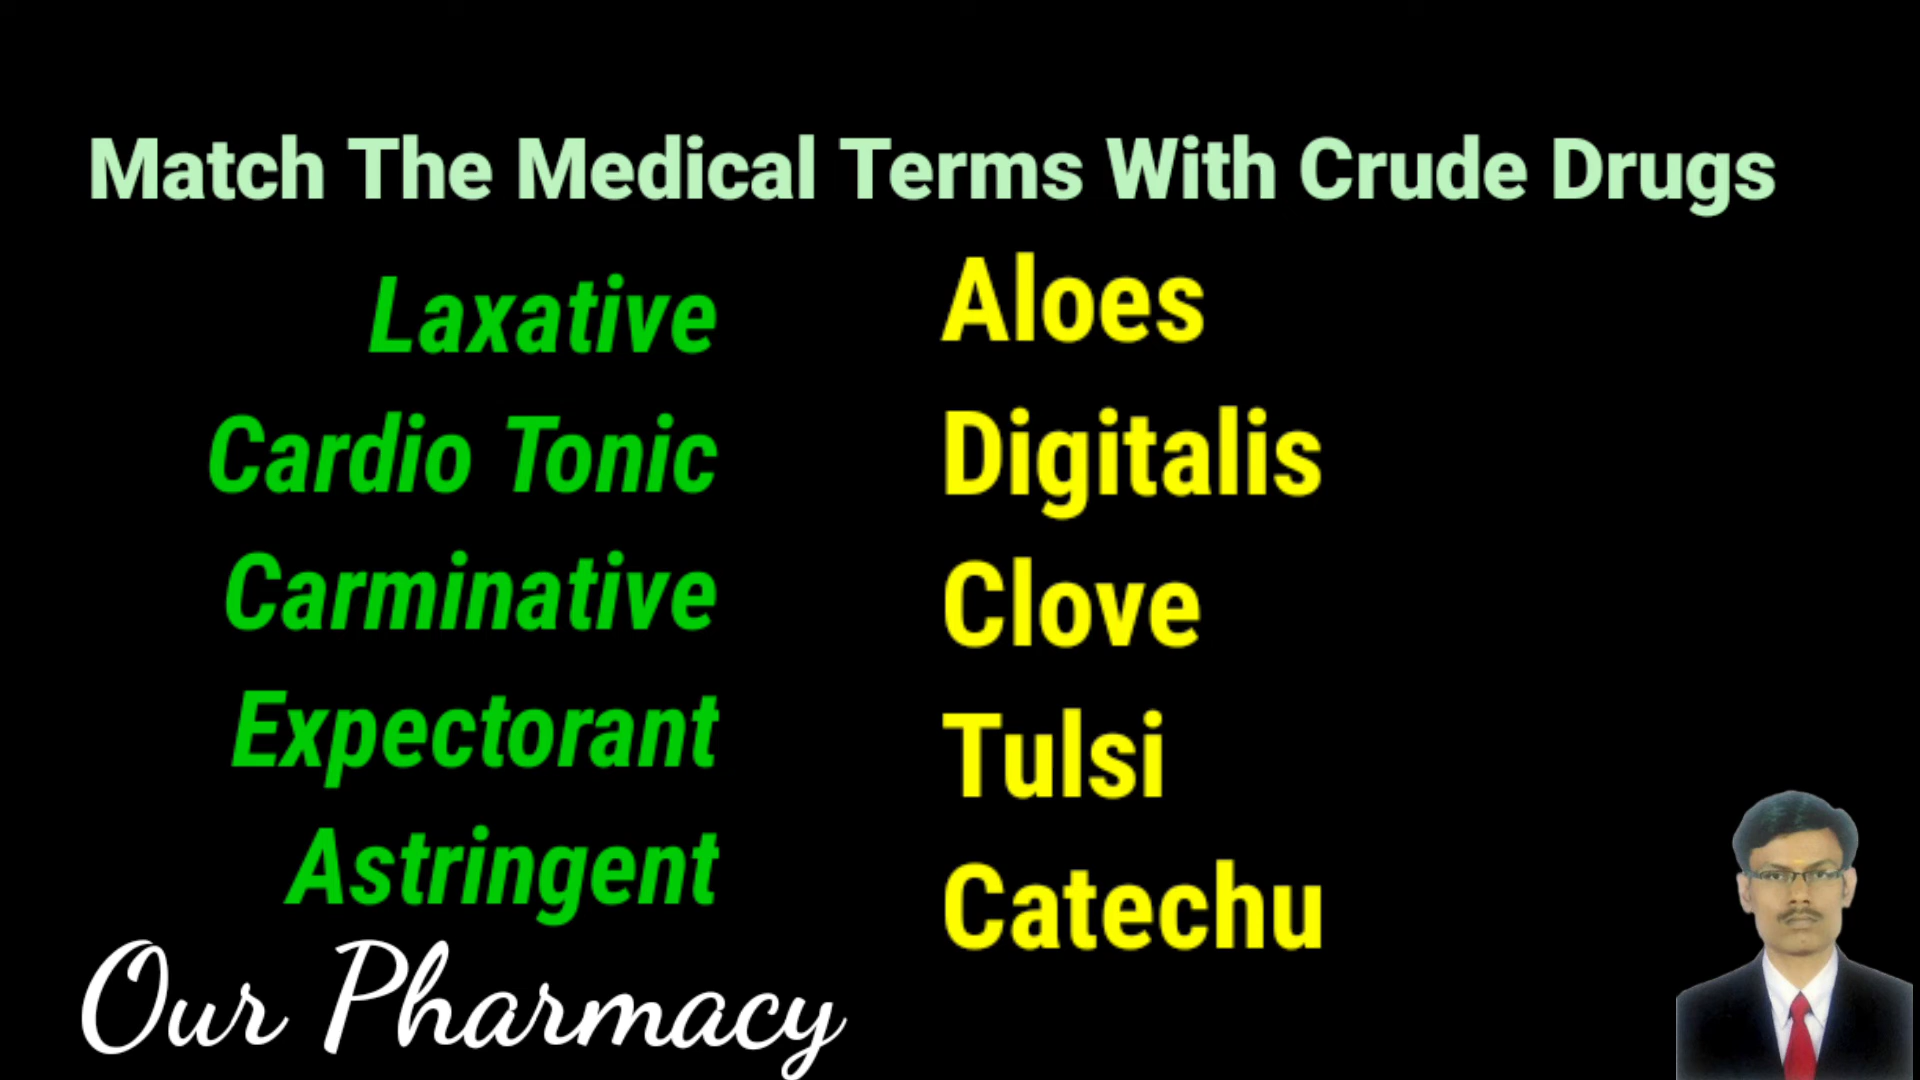 Match The Medical Terms With Crude Drugs
Laxative
Aloes
Cardio Tonic
Digitalis
Carminative
Clove
Expectorant
Tulsi
Astringent
Catechu
Our Pharmacy